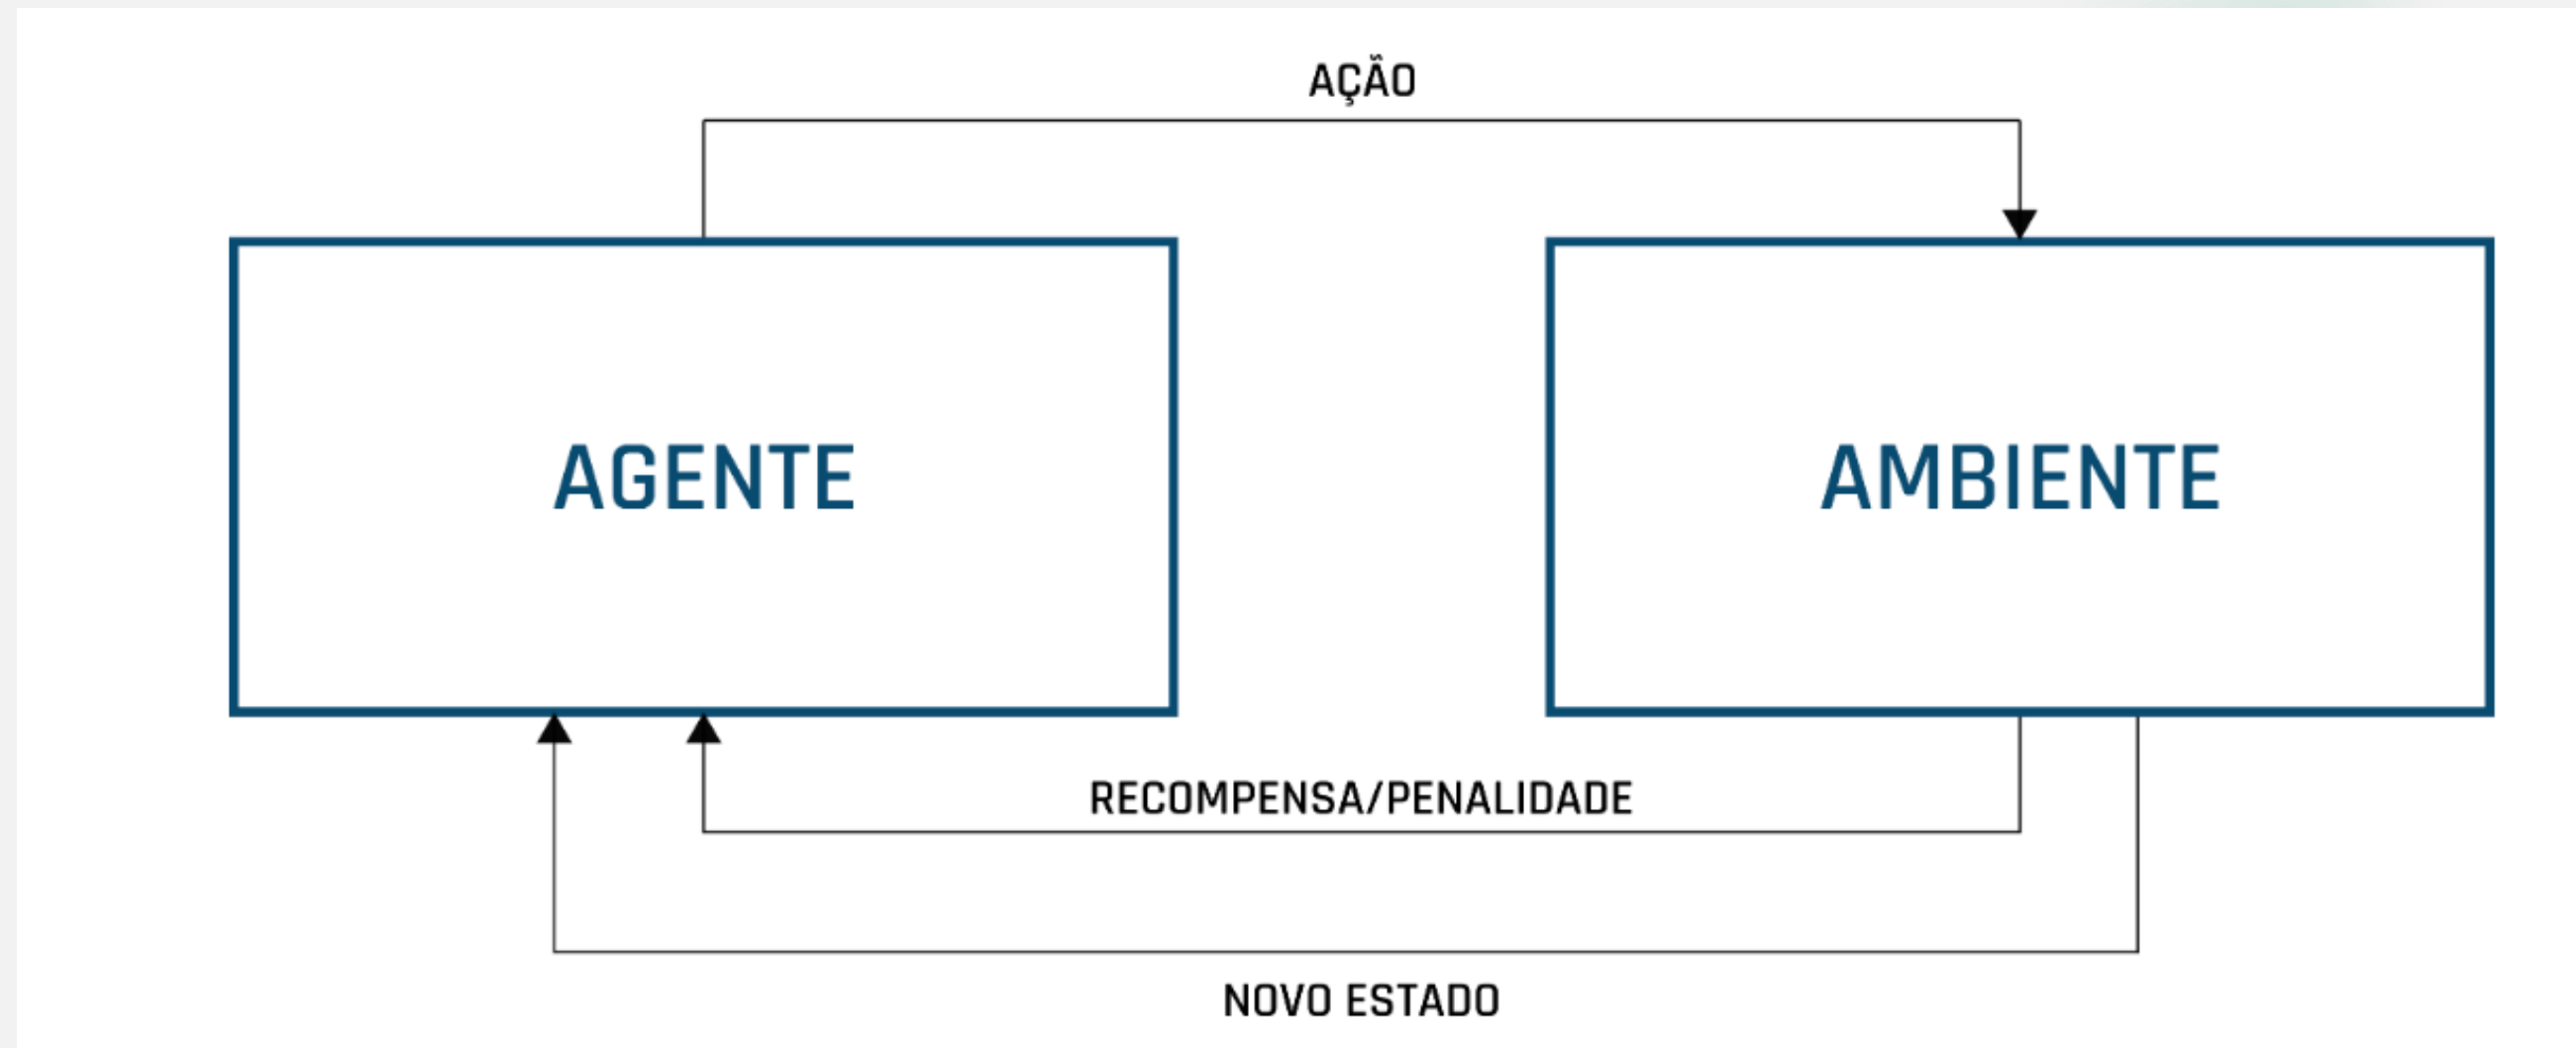 AÇÃO
AGENTE
AMBIENTE
RECOMPENSA/PENALIDADE
NOVO ESTADO